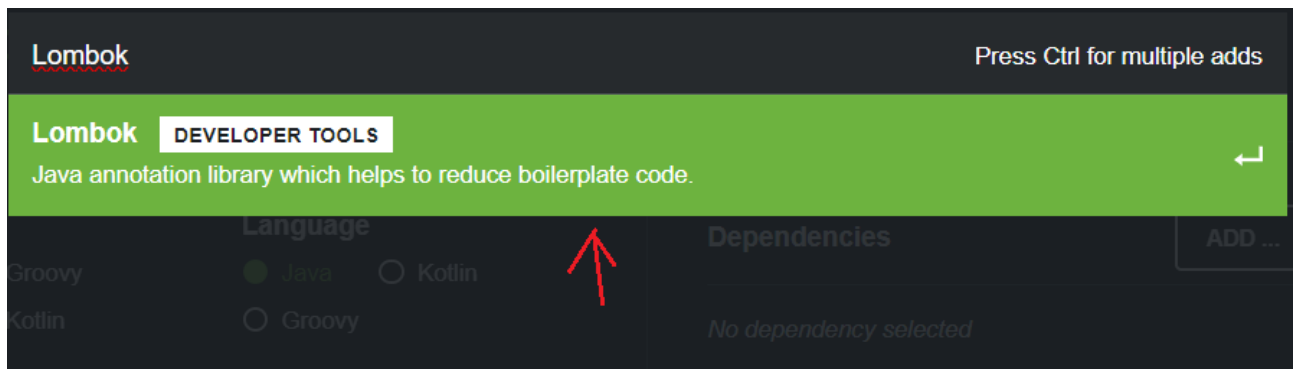 Lombok Press Ctrl for multiple adds
Lombok DEVELOPER TOOLS
Java annotation library which helps to reduce boilerplate code.
Language
Dependencies ADD ...
Groovy Java Kotlin
Kotlin Groovy
No dependency selected